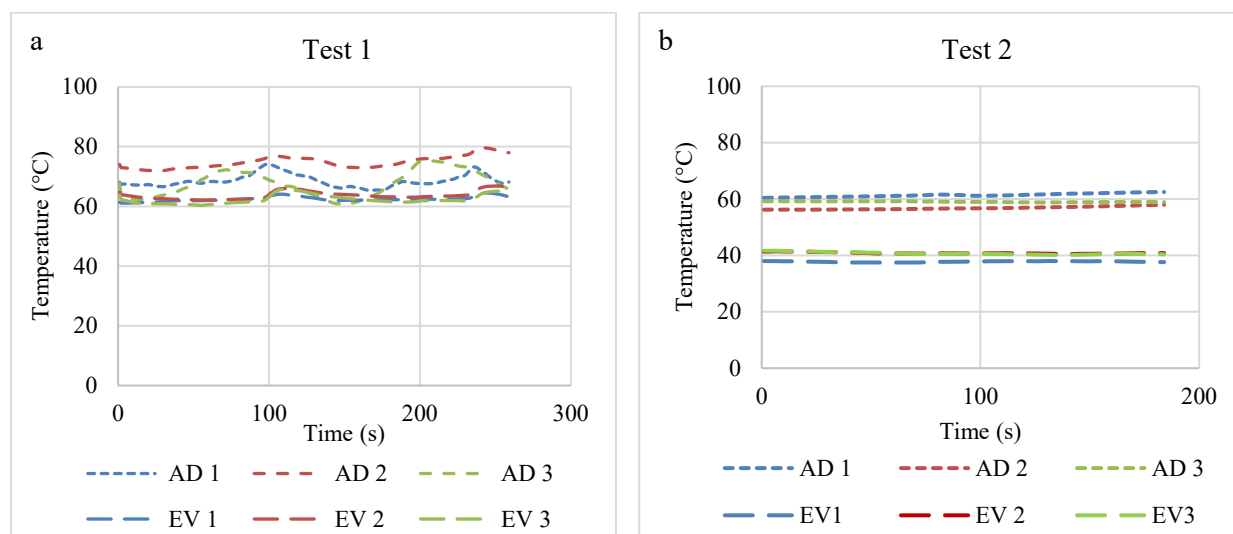 a
Test 1
Temperature (°C)
100
80
60
40
20
0
0 100 200 300
Time (s)
AD 1 AD 2 AD 3
EV 1 EV 2 EV 3
b
Test 2
Temperature (°C)
100
80
60
40
20
0
0 100 200
Time (s)
AD 1 AD 2 AD 3
EV1 EV 2 EV3